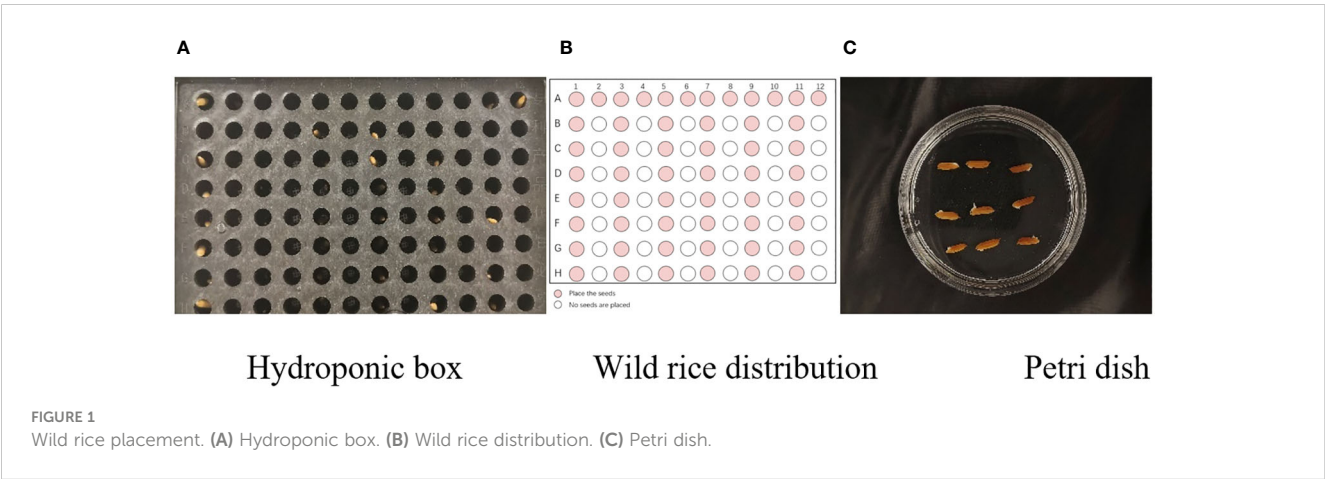 A
B
C
1 2 3 4 5 6 7 8 9 10 11 12
A
B
C
D
E
F
G
H
Place the seeds
No seeds are placed
Hydroponic box
Wild rice distribution
Petri dish
FIGURE 1
Wild rice placement. (A) Hydroponic box. (B) Wild rice distribution. (C) Petri dish.